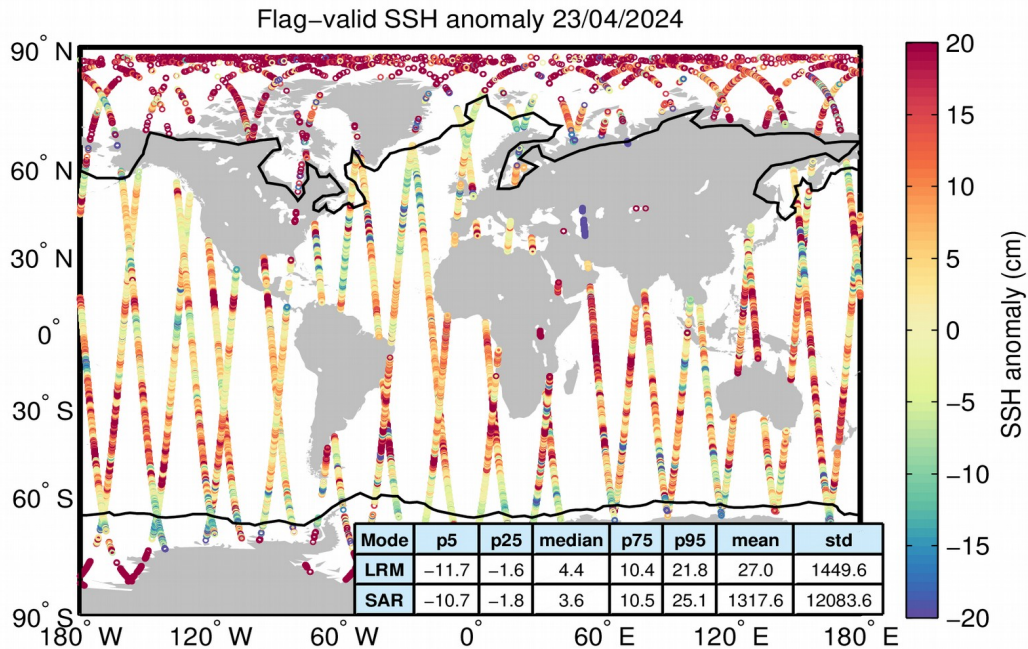 Flag−valid SSH anomaly 23/04/2024
90° N
60° N
30° N
0°
30° S
60° S
90° S
180° W 120° W 60° W 0° 60° E 120° E 180° E
Mode p5 p25 median p75 p95 mean std
LRM −11.7 −1.6 4.4 10.4 21.8 27.0 1449.6
SAR −10.7 −1.8 3.6 10.5 25.1 1317.6 12083.6
20
15
10
5
0
−5
−10
−15
−20
SSH anomaly (cm)